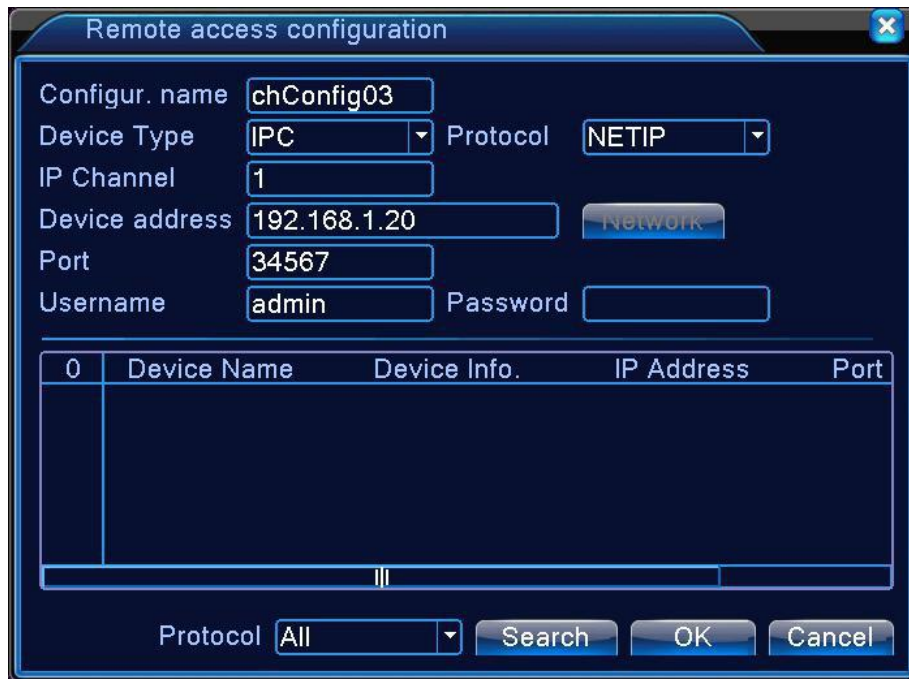 Remote access configuration
Configur. name chConfig03
Device Type IPC Protocol NETIP
IP Channel 1
Device address 192.168.1.20 Network
Port 34567
Username admin Password
0 Device Name Device Info. IP Address Port
Protocol All Search OK Cancel